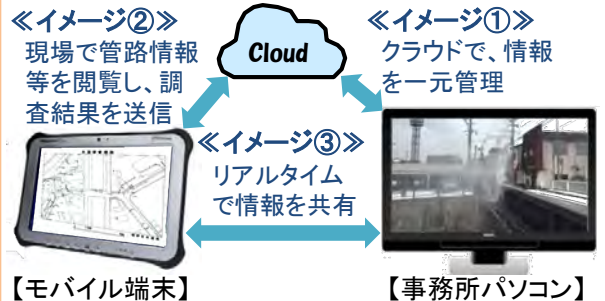 ≪イメージ②≫
現場で管路情報
等を閲覧し、調
査結果を送信
Cloud
≪イメージ①≫
クラウドで、情報
を一元管理
≪イメージ③≫
リアルタイム
で情報を共有
【モバイル端末】
【事務所パソコン】